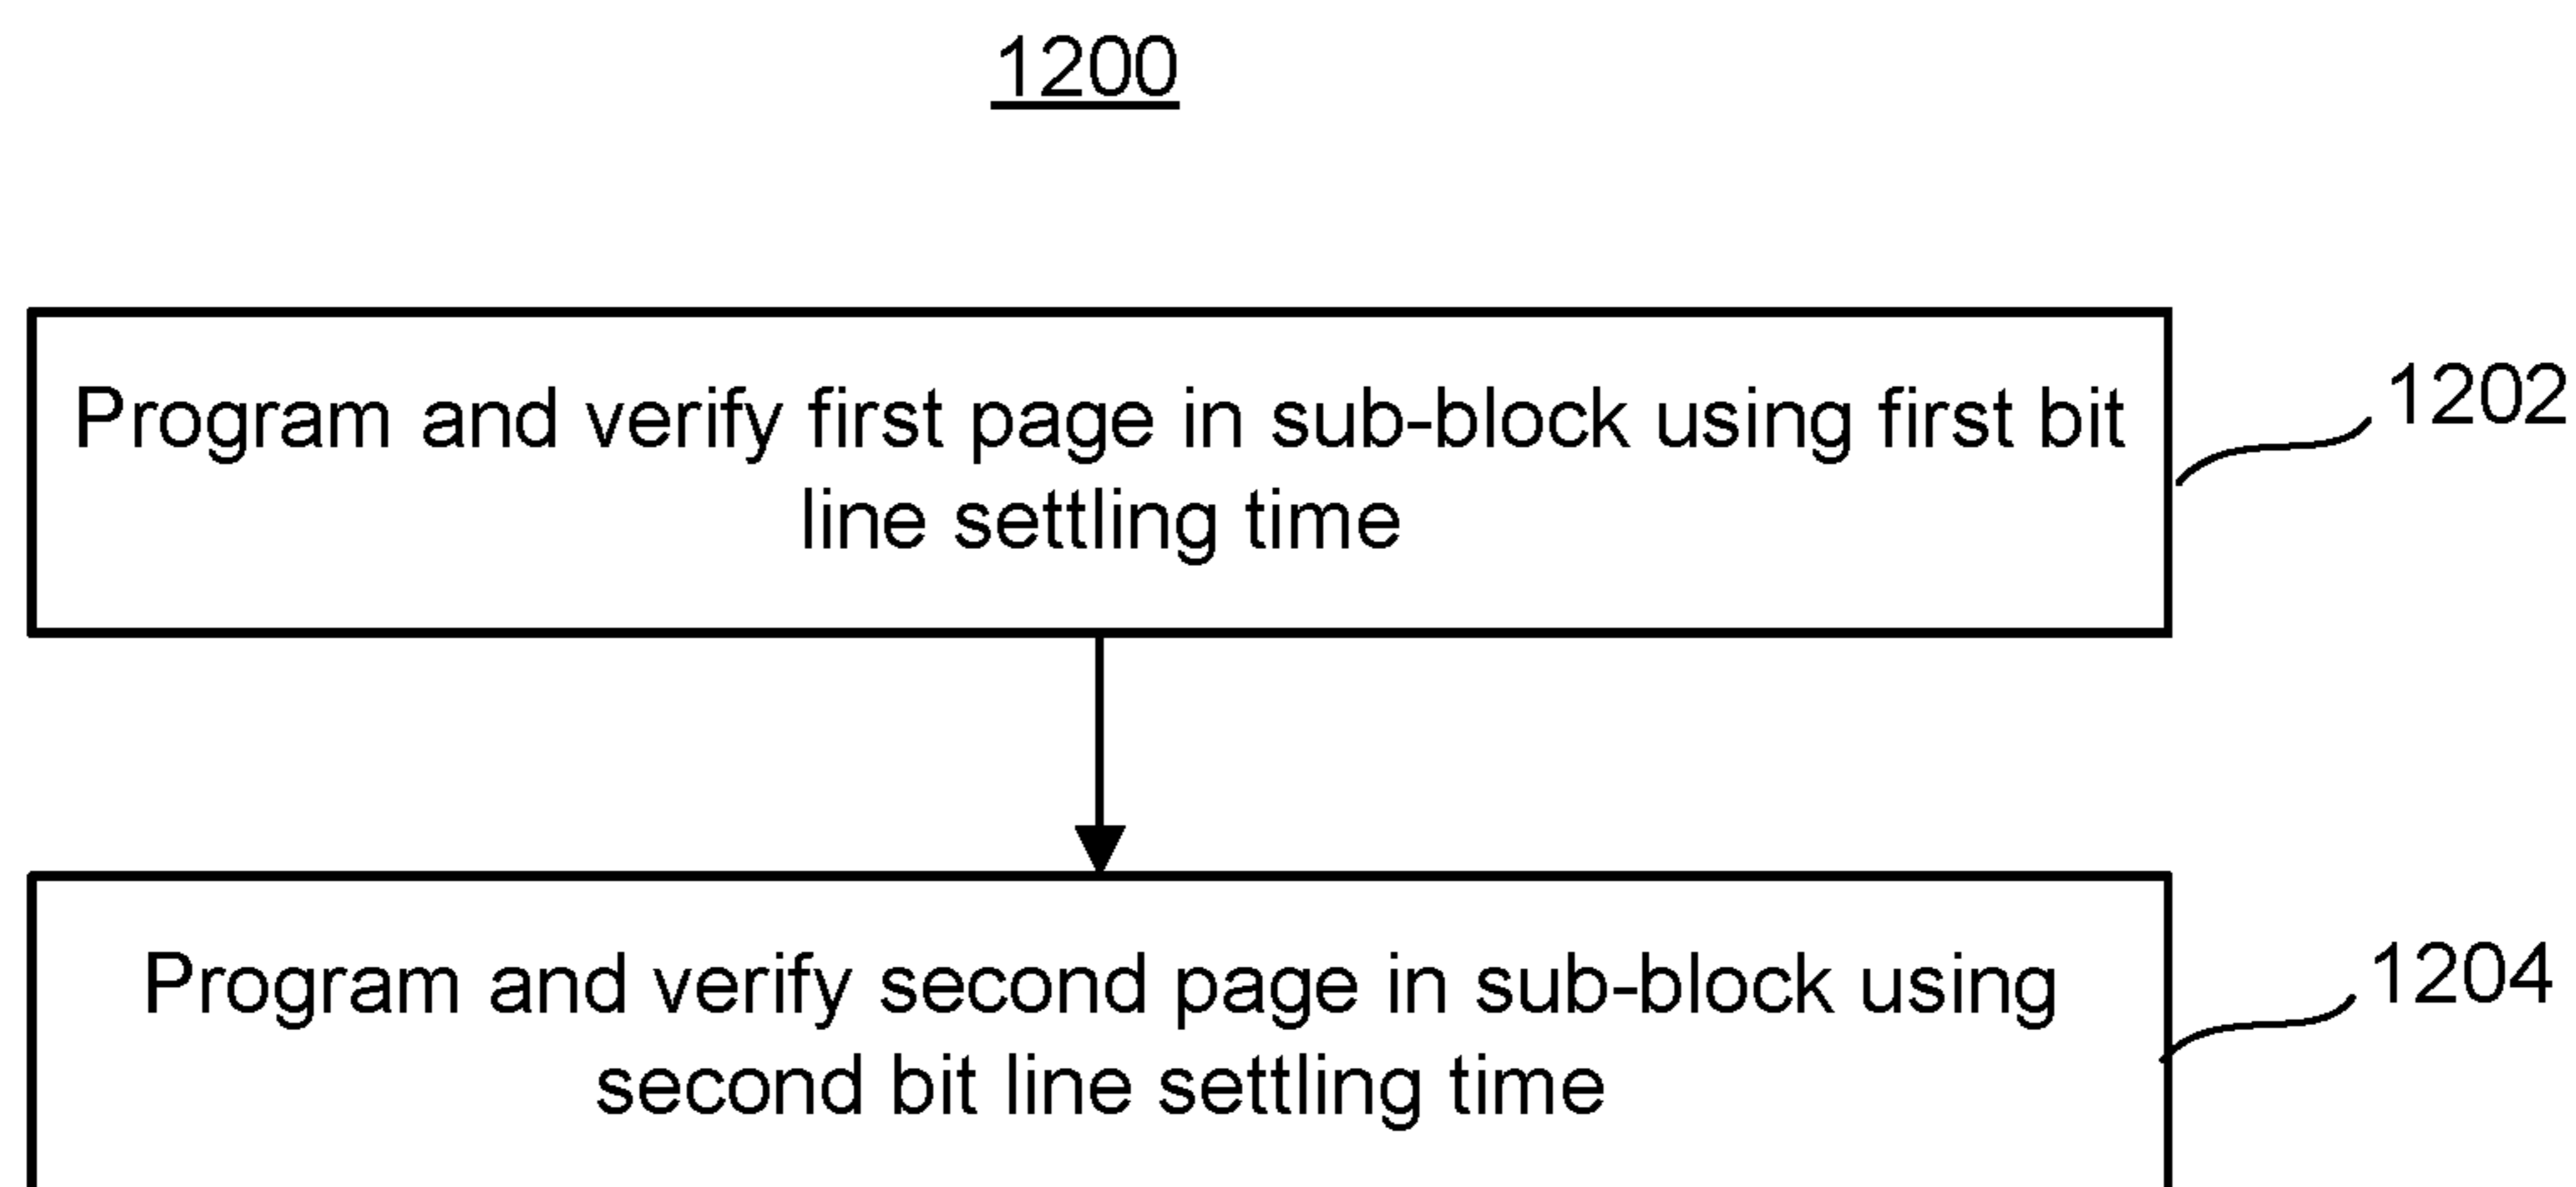 1200
Program and verify first page in sub-block using first bit
line settling time
1202
Program and verify second page in sub-block using
second bit line settling time
1204